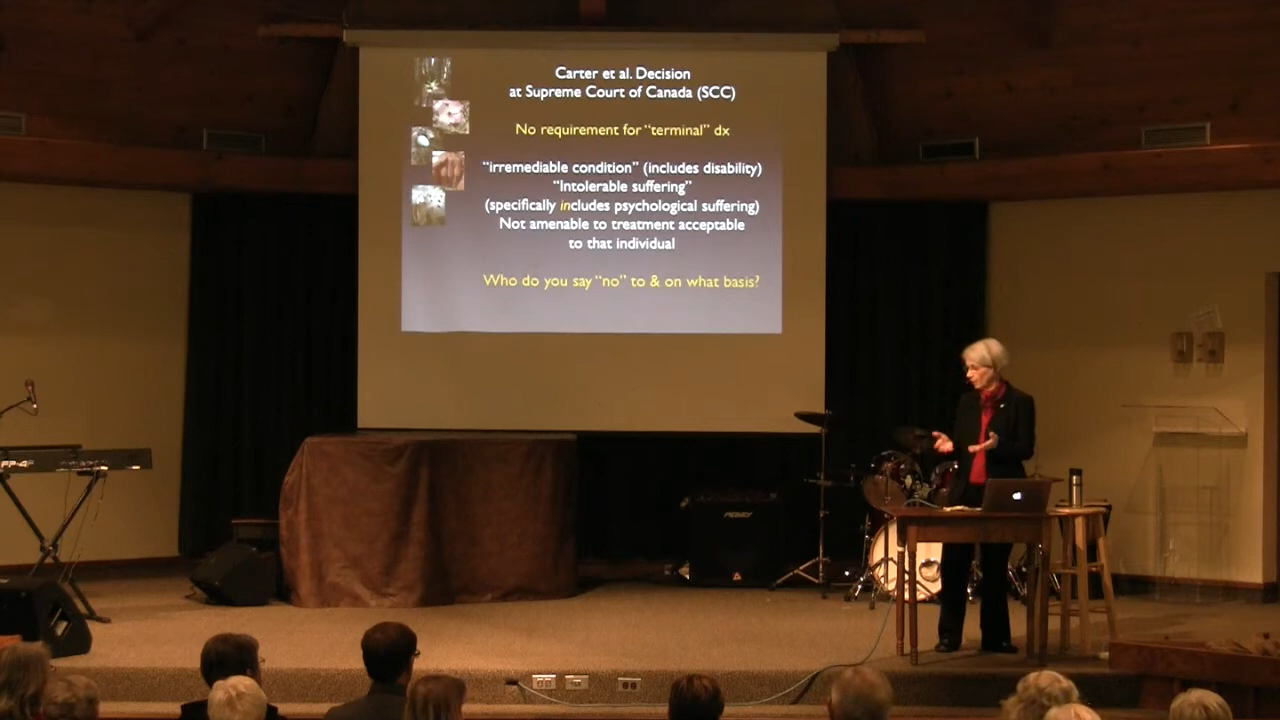 Carter et al. Decision
at Supreme Court of Canada (SCC)
No requirement for "terminal" dx
"irremediable condition" (includes disability)
"Intolerable suffering"
(specifically includes psychological suffering)
Not amenable to treatment acceptable
to that individual
Who do you say "no" to & on what basis?
PEAVEY